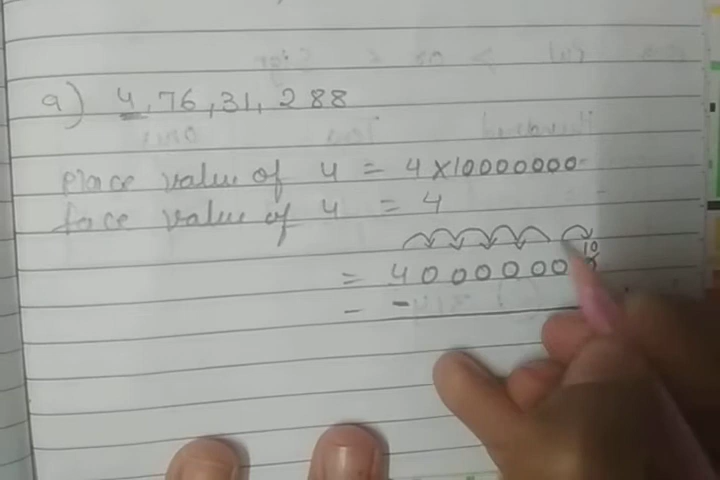 a) 4,76,31,288
place value of 4 = 4×10000000
face value of 4 = 4
10
= 40000000
- -